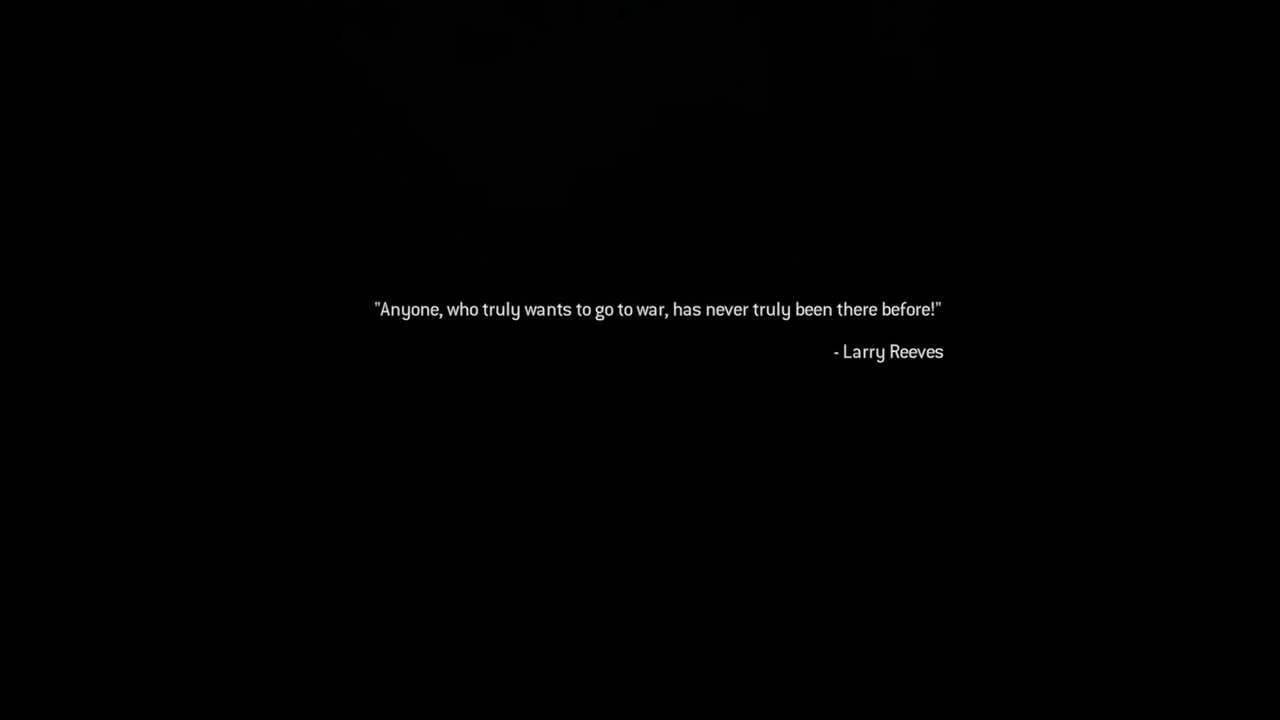 "Anyone, who truly wants to go to war, has never truly been there before!"
- Larry Reeves